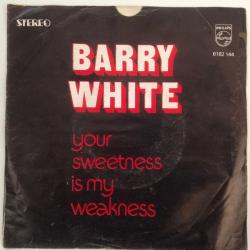 STEREO
PHILIPS
BARRY
WHITE
6162 144
your
sweetness
is my
weakness